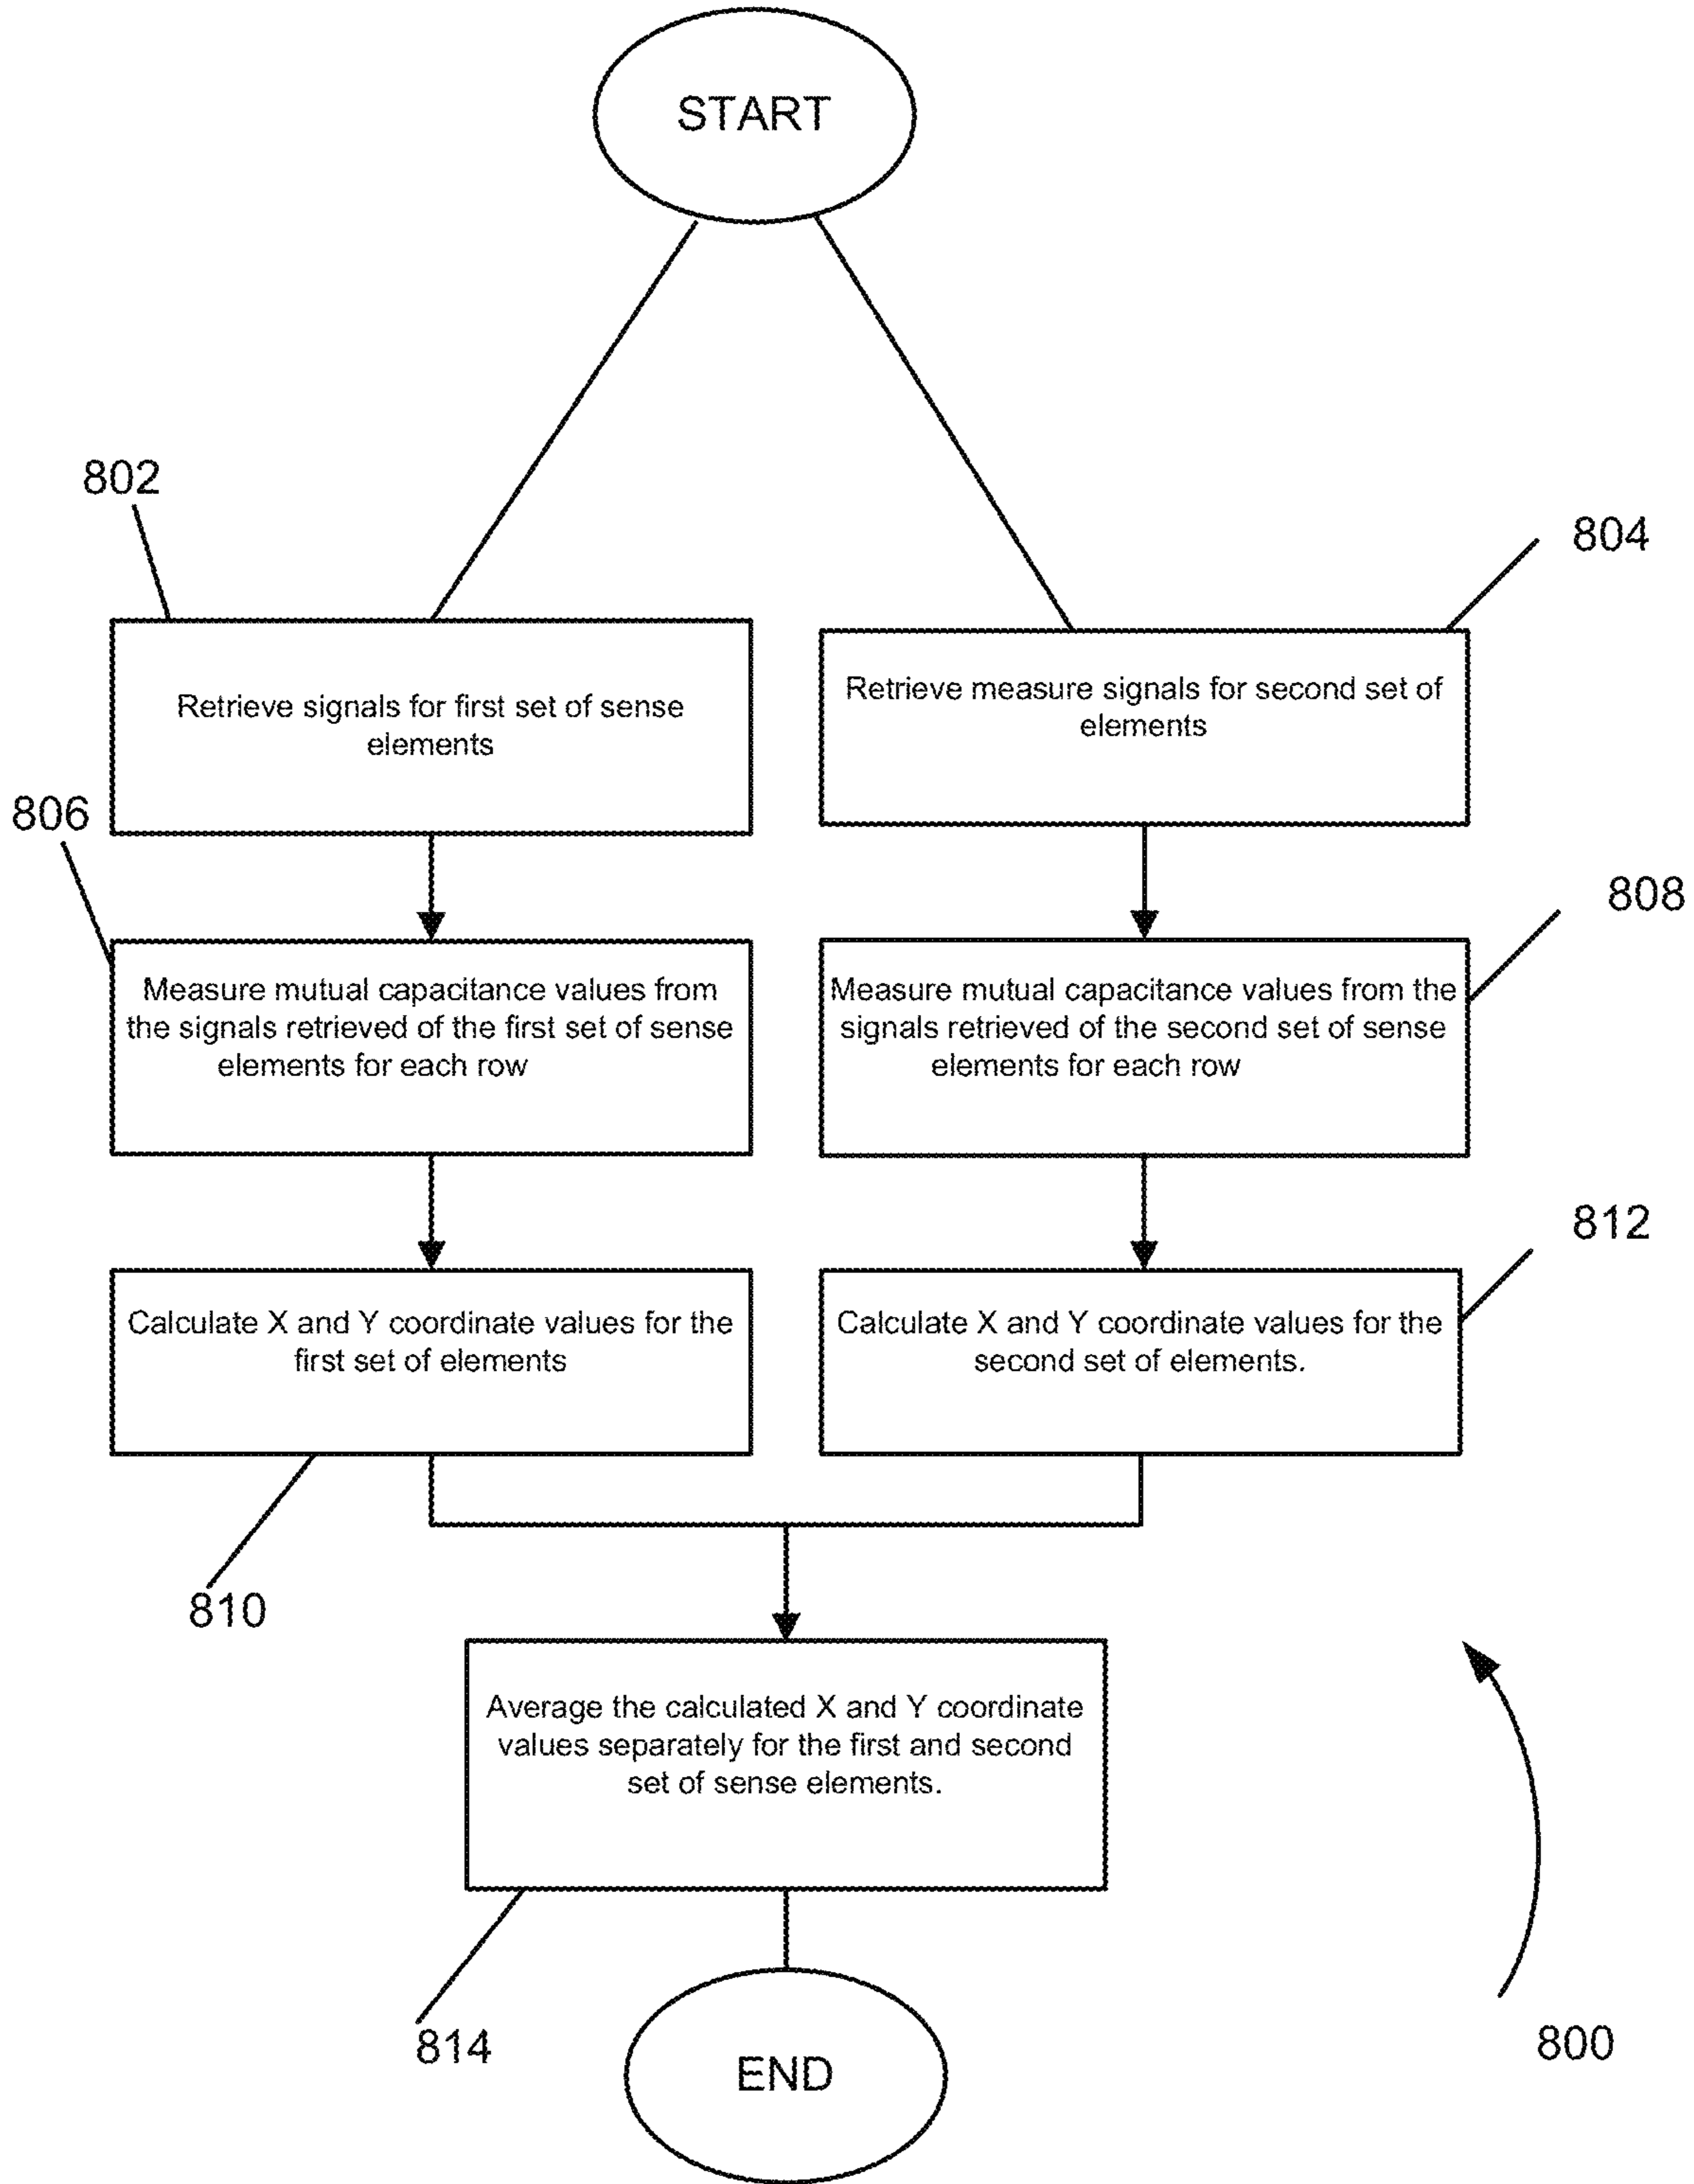 START
802
804
Retrieve signals for first set of sense
elements
Retrieve measure signals for second set of
elements
806
808
Measure mutual capacitance values from
the signals retrieved of the first set of sense
elements for each row
Measure mutual capacitance values from the
signals retrieved of the second set of sense
elements for each row
812
Calculate X and Y coordinate values for the
first set of elements
Calculate X and Y coordinate values for the
second set of elements.
810
Average the calculated X and Y coordinate
values separately for the first and second
set of sense elements.
814
800
END